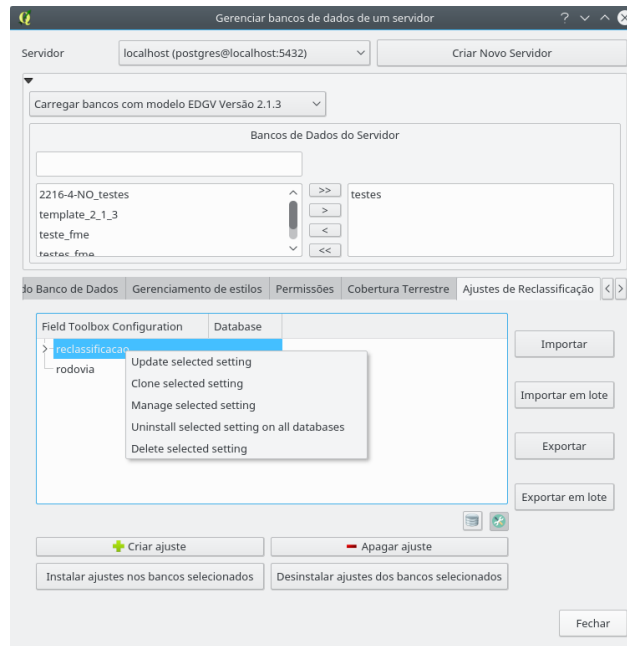 Gerenciar bancos de dados de um servidor
Servidor
localhost (postgres@localhost:5432)
Criar Novo Servidor
Carregar bancos com modelo EDGV Versão 2.1.3
Bancos de Dados do Servidor
2216-4-NO_testes
template_2_1_3
teste_fme
testes_fme
>>
>
<
<<
testes
do Banco de Dados
Gerenciamento de estilos
Permissões
Cobertura Terrestre
Ajustes de Reclassificação
Field Toolbox Configuration
Database
reclassificacao
rodovia
Update selected setting
Clone selected setting
Manage selected setting
Uninstall selected setting on all databases
Delete selected setting
Importar
Importar em lote
Exportar
Exportar em lote
Criar ajuste
Apagar ajuste
Instalar ajustes nos bancos selecionados
Desinstalar ajustes dos bancos selecionados
Fechar